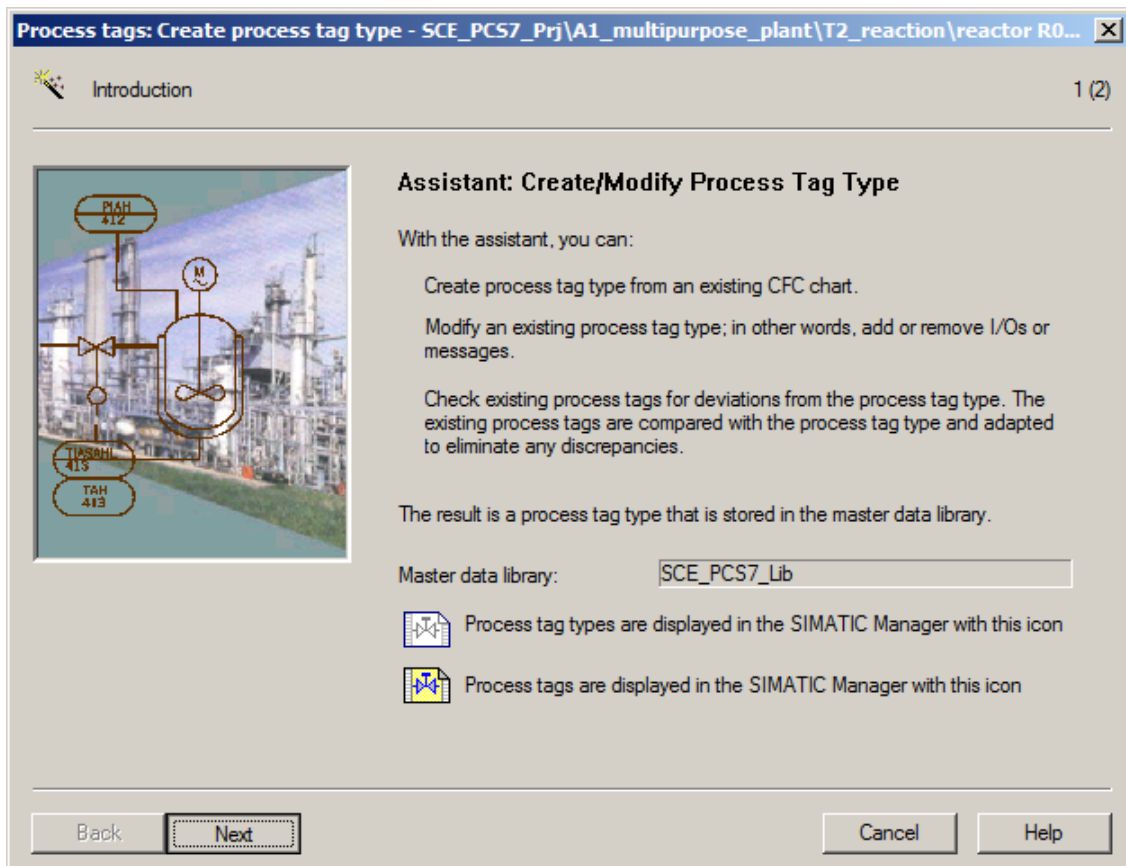 Process tags: Create process tag type - SCE_PCS7_Prj\A1_multipurpose_plant\T2_reaction\reactor R0...
Introduction
1 (2)
PIAH
412
M
TIASAHL
413
TAH
413
Assistant: Create/Modify Process Tag Type
With the assistant, you can:
Create process tag type from an existing CFC chart.
Modify an existing process tag type; in other words, add or remove I/Os or
messages.
Check existing process tags for deviations from the process tag type. The
existing process tags are compared with the process tag type and adapted
to eliminate any discrepancies.
The result is a process tag type that is stored in the master data library.
Master data library: SCE_PCS7_Lib
Process tag types are displayed in the SIMATIC Manager with this icon
Process tags are displayed in the SIMATIC Manager with this icon
Back Next Cancel Help